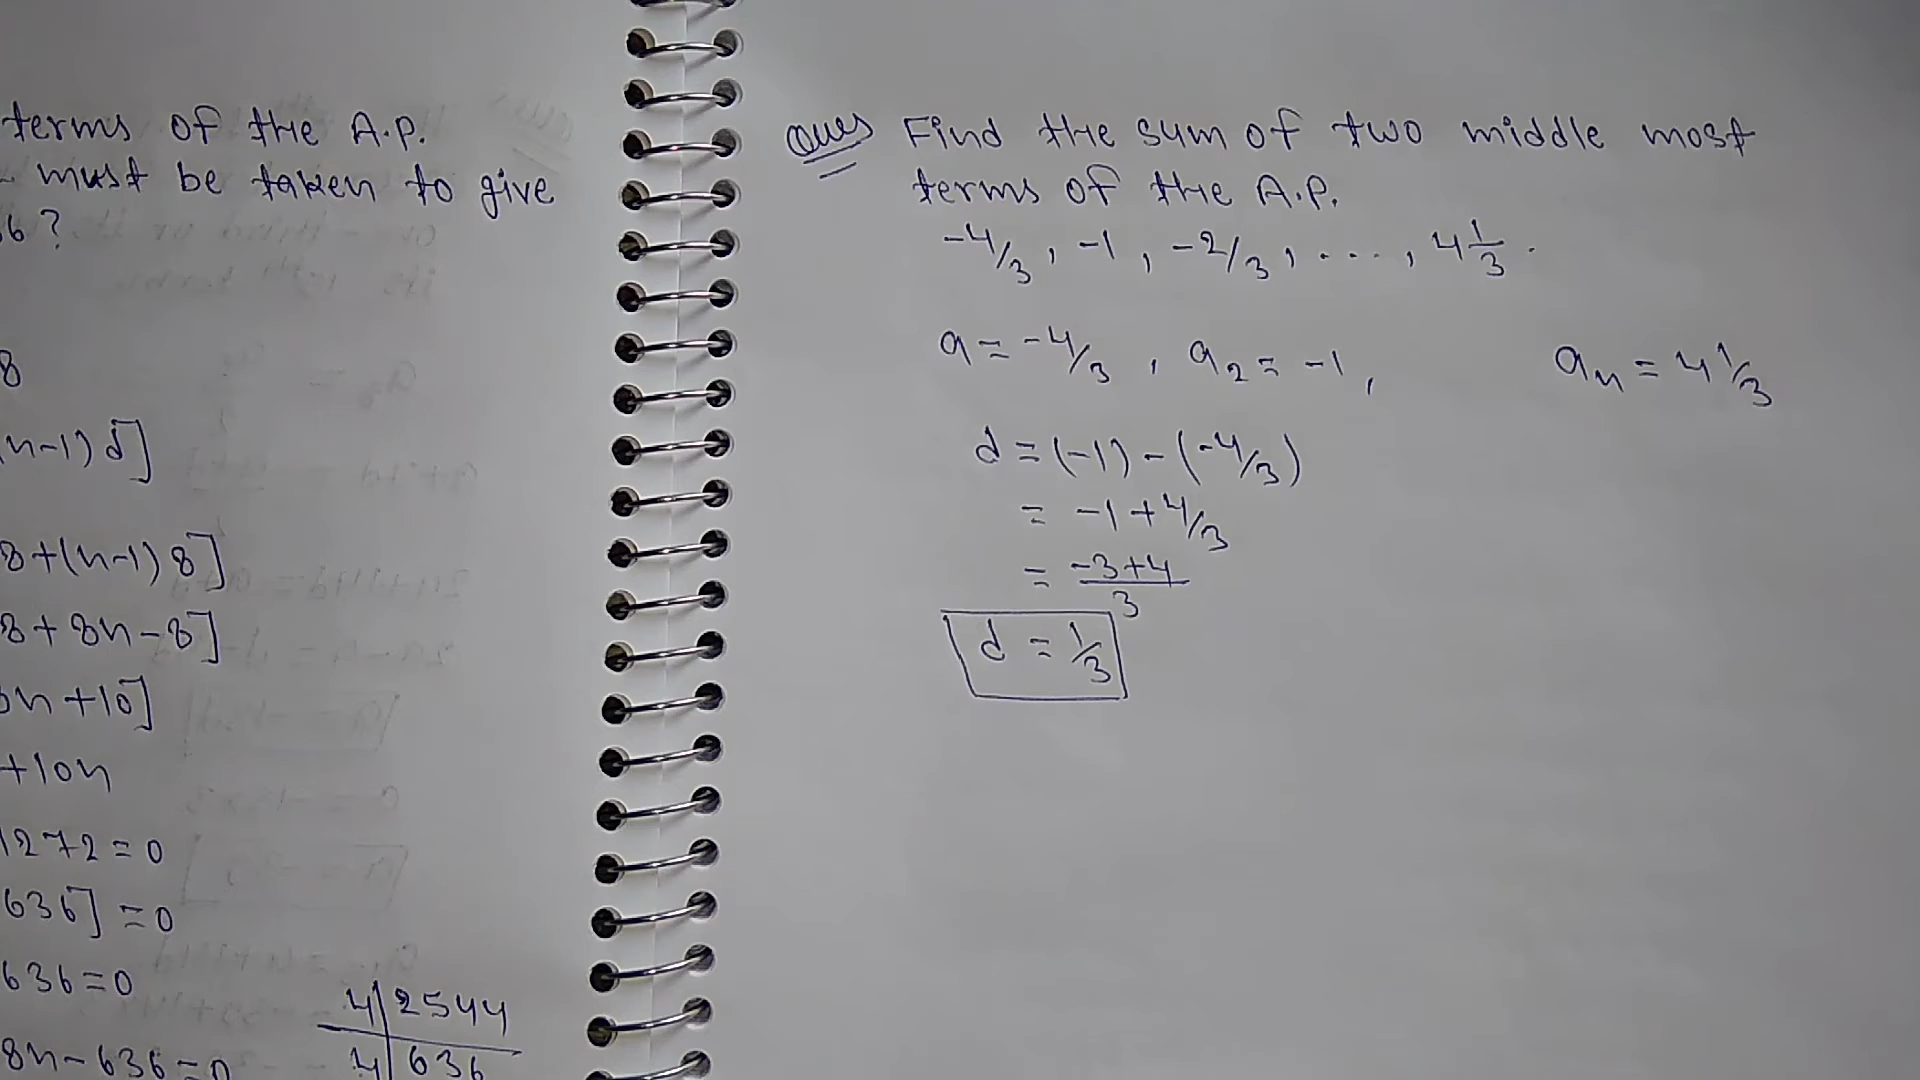 terms of the A.P.
must be taken to give
6?
8
n-1)d]
8+(n-1)8]
8+8n-8]
n+10]
+10n
1272=0
636]=0
636=0
8n-636=0
4|2544
4|636
Ques Find the sum of two middle most
terms of the A.P.
-4/3, -1, -2/3, ...., 4 1/3.
a = -4/3, a2 = -1, an = 4 1/3
d = (-1) - (-4/3)
= -1 + 4/3
= -3+4/3
d = 1/3